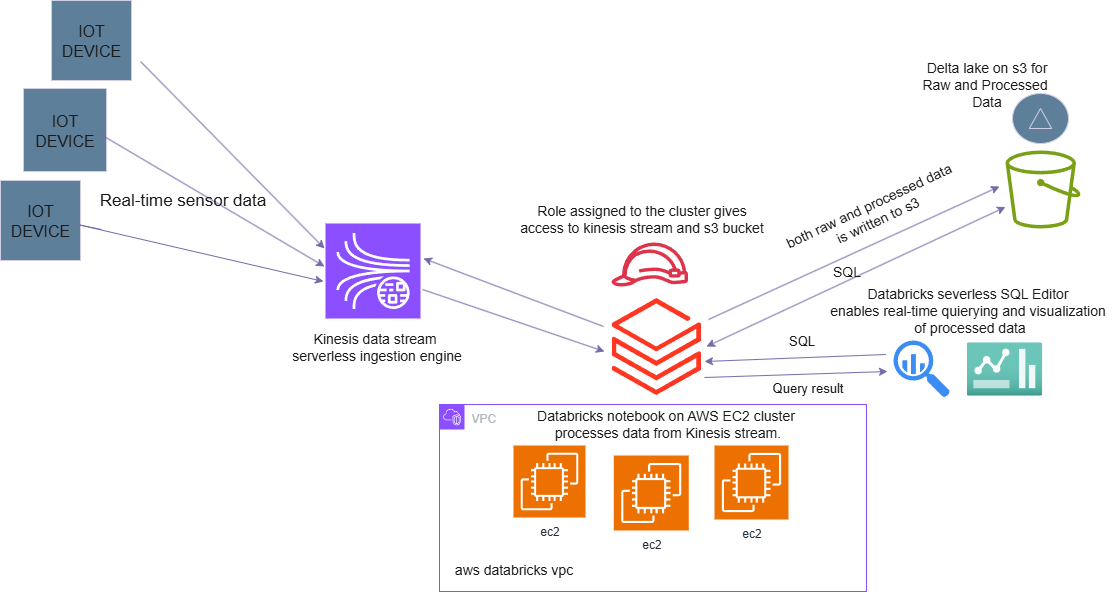 IOT
DEVICE
IOT
DEVICE
IOT
DEVICE
Real-time sensor data
Kinesis data stream
serverless ingestion engine
Role assigned to the cluster gives
access to kinesis stream and s3 bucket
both raw and processed data
is written to s3
SQL
Delta lake on s3 for
Raw and Processed
Data
Databricks severless SQL Editor
enables real-time quierying and visualization
of processed data
SQL
Query result
VPC
Databricks notebook on AWS EC2 cluster
processes data from Kinesis stream.
ec2
ec2
ec2
aws databricks vpc